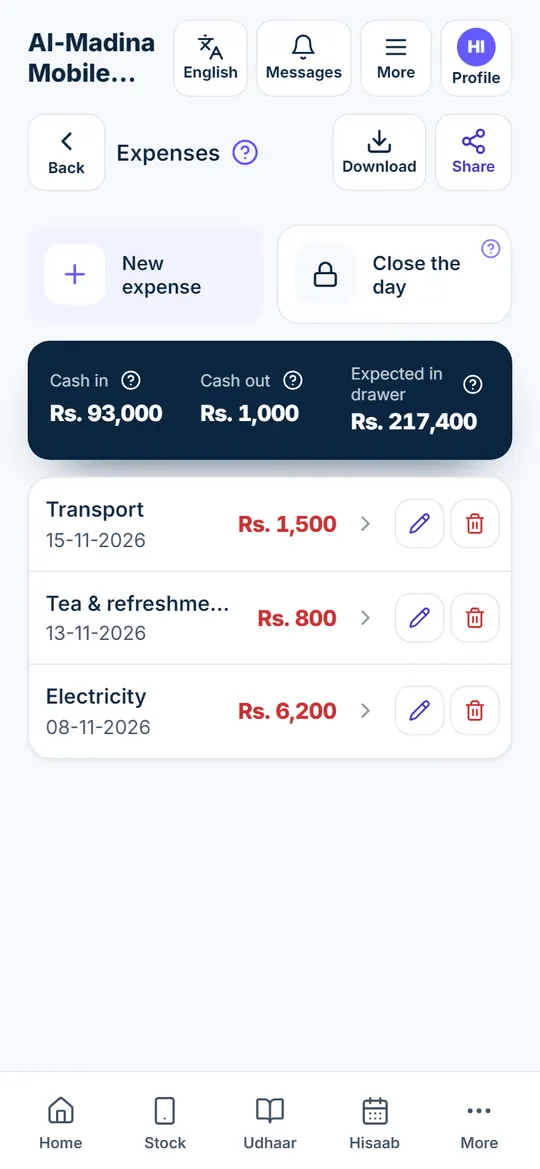 Al-Madina
Mobile...
English
Messages
More
HI
Profile
Back
Expenses
?
Download
Share
New
expense
Close the
day
?
Cash in ?
Rs. 93,000
Cash out ?
Rs. 1,000
Expected in
drawer ?
Rs. 217,400
Transport
15-11-2026
Rs. 1,500
Tea & refreshme...
13-11-2026
Rs. 800
Electricity
08-11-2026
Rs. 6,200
Home
Stock
Udhaar
Hisaab
More